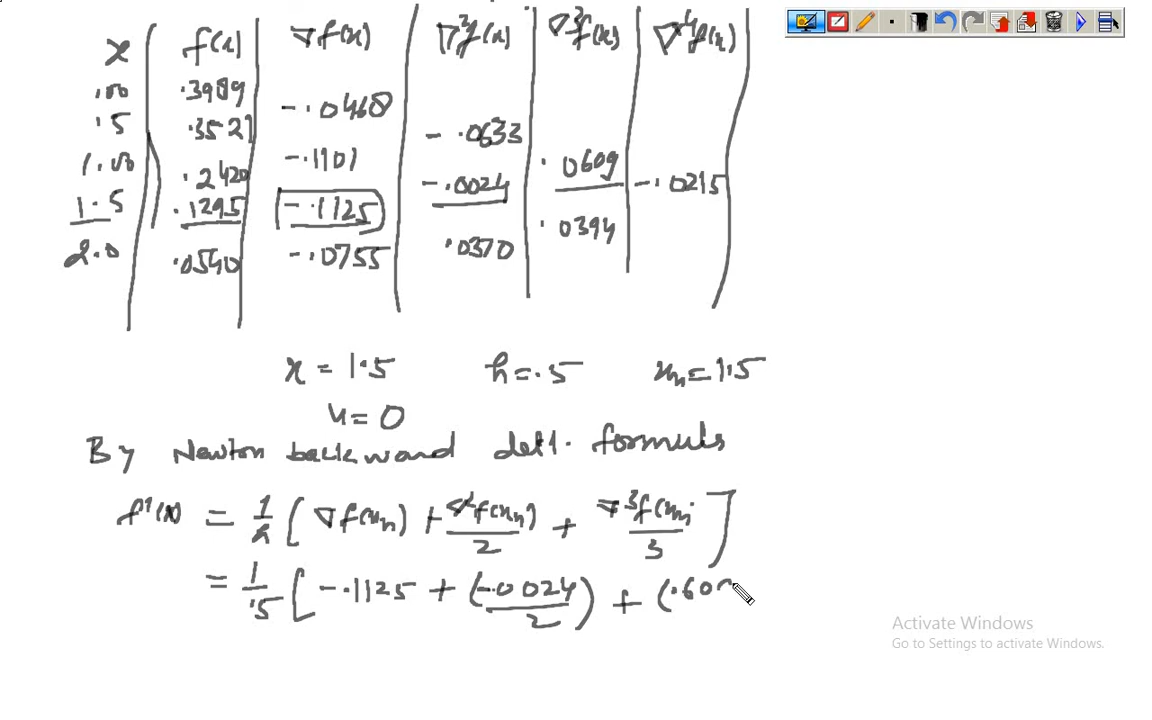 x f(x) ∇f(x) ∇²f(x) ∇³f(x) ∇⁴f(x)
.00 .3989
-.0468
.5 .3521 -.0633
1.00 .2420 -.1101 .0609
-.0024 -.0215
1.5 .1295 -.1125
.0394
2.0 .0540 -.0755 .0370
x = 1.5 h = .5 xn = 1.5
u = 0
By Newton backward formula
f'(x) = 1/h [ ∇f(xn) + ∇²f(xn)/2 + ∇³f(xn)/3 ]
= 1/.5 [ -.1125 + (-.0024)/2 ) + (.60
Activate Windows
Go to Settings to activate Windows.